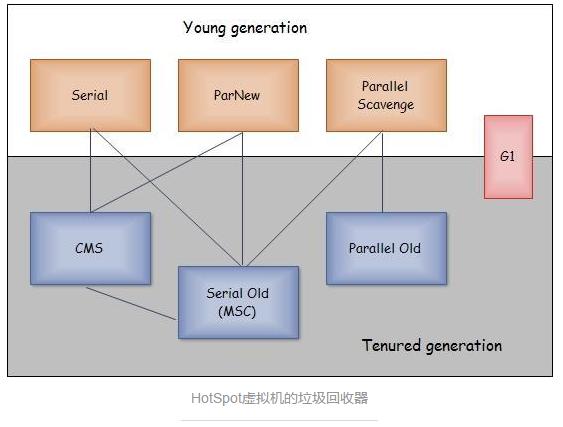 Young generation
Serial
ParNew
Parallel
Scavenge
G1
CMS
Parallel Old
Serial Old
(MSC)
Tenured generation
HotSpot虚拟机的垃圾回收器